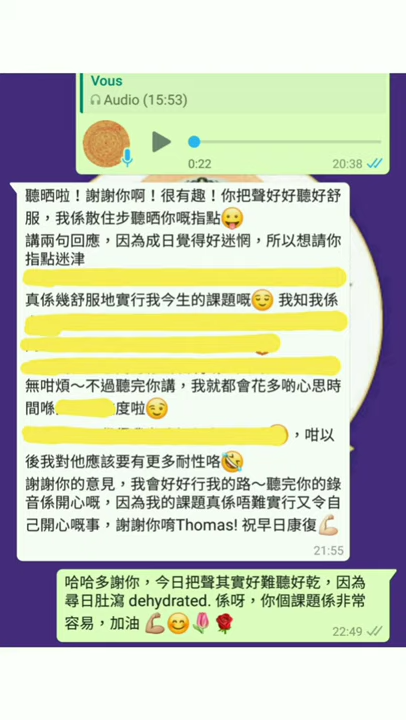 Vous
Audio (15:53)
0:22
20:38
聽晒啦！謝謝你啊！很有趣！你把聲好好聽好舒
服，我係散住步聽晒你嘅指點😛
講兩句回應，因為成日覺得好迷惘，所以想請你
指點迷津
真係幾舒服地實行我今生的課題嘅😉 我知我係
無咁煩～不過聽完你講，我就都會花多啲心思時
間喺
度啦😉
，咁以
後我對他應該要有更多耐性咯🤣
謝謝你的意見，我會好好行我的路～聽完你的錄
音係開心嘅，因為我的課題真係唔難實行又令自
己開心嘅事，謝謝你唷Thomas! 祝早日康復💪🏻
21:55
哈哈多謝你，今日把聲其實好難聽好乾，因為
尋日肚瀉 dehydrated. 係呀，你個課題係非常
容易，加油 💪🏻😊🌷🌹
22:49